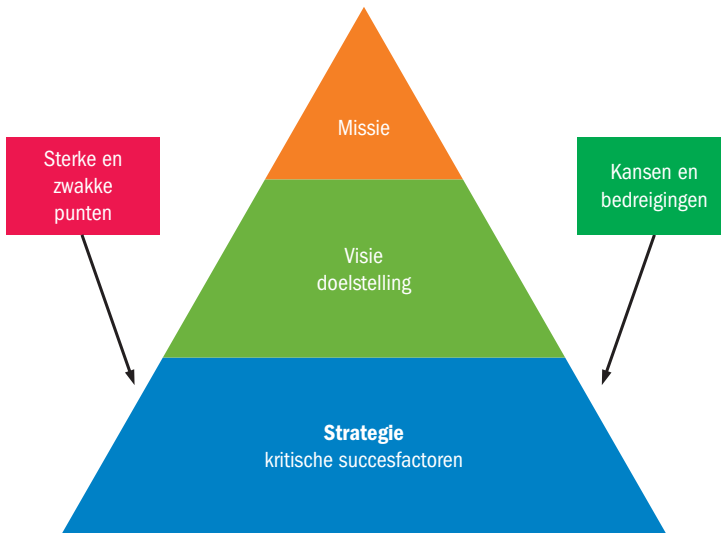 Missie
Sterke en
zwakke
punten
Kansen en
bedreigingen
Visie
doelstelling
Strategie
kritische succesfactoren